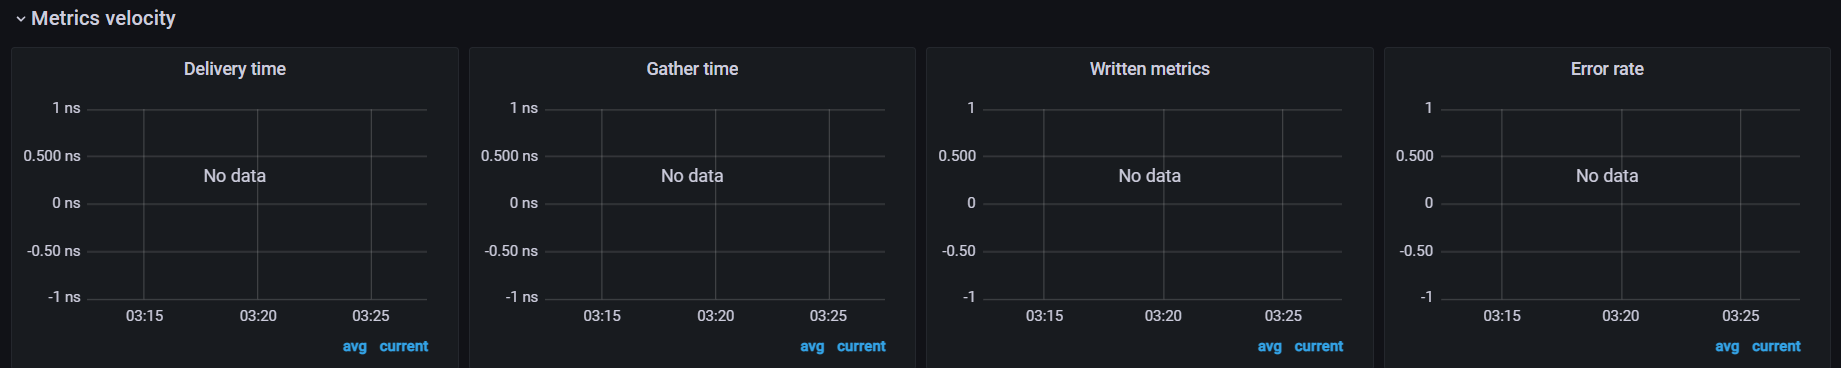 Metrics velocity
Delivery time
1 ns
0.500 ns
No data
0 ns
-0.50 ns
-1 ns
03:15 03:20 03:25
avg current
Gather time
1 ns
0.500 ns
No data
0 ns
-0.50 ns
-1 ns
03:15 03:20 03:25
avg current
Written metrics
1
0.500
No data
0
-0.50
-1
03:15 03:20 03:25
avg current
Error rate
1
0.500
No data
0
-0.50
-1
03:15 03:20 03:25
avg current